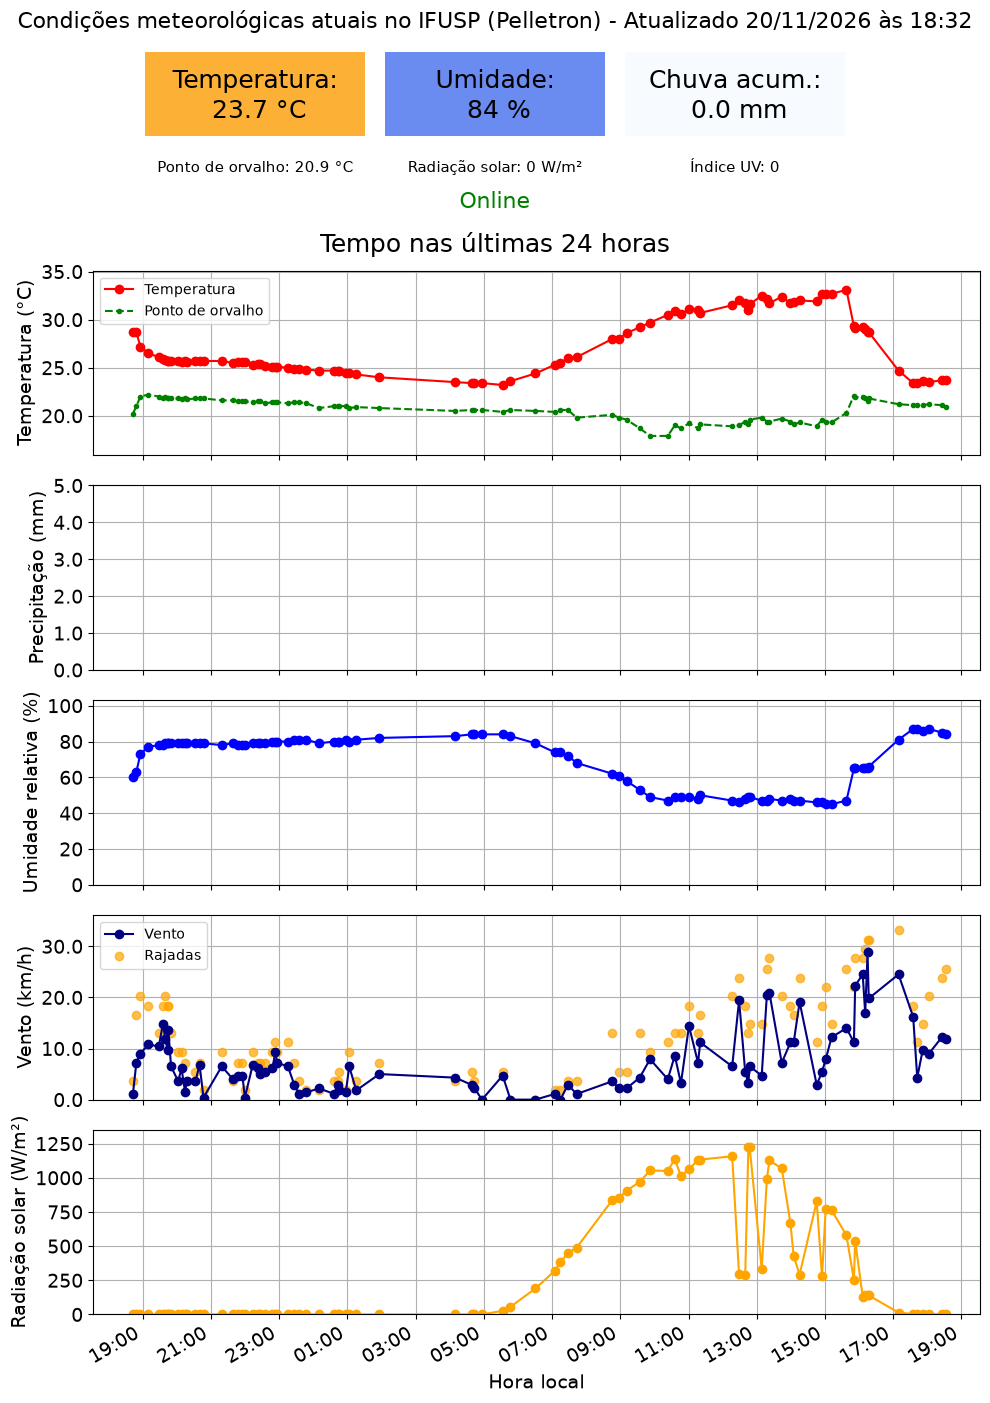 Condições meteorológicas atuais no IFUSP (Pelletron) - Atualizado 20/11/2026 às 18:32
Temperatura:
23.7 °C
Umidade:
84 %
Chuva acum.:
0.0 mm
Ponto de orvalho: 20.9 °C
Radiação solar: 0 W/m²
Índice UV: 0
Online
Tempo nas últimas 24 horas
Temperatura (°C)
35.0
30.0
25.0
20.0
Temperatura
Ponto de orvalho
Precipitação (mm)
5.0
4.0
3.0
2.0
1.0
0.0
Umidade relativa (%)
100
80
60
40
20
0
Vento (km/h)
30.0
20.0
10.0
0.0
Vento
Rajadas
Radiação solar (W/m²)
1250
1000
750
500
250
0
19:00 21:00 23:00 01:00 03:00 05:00 07:00 09:00 11:00 13:00 15:00 17:00 19:00
Hora local